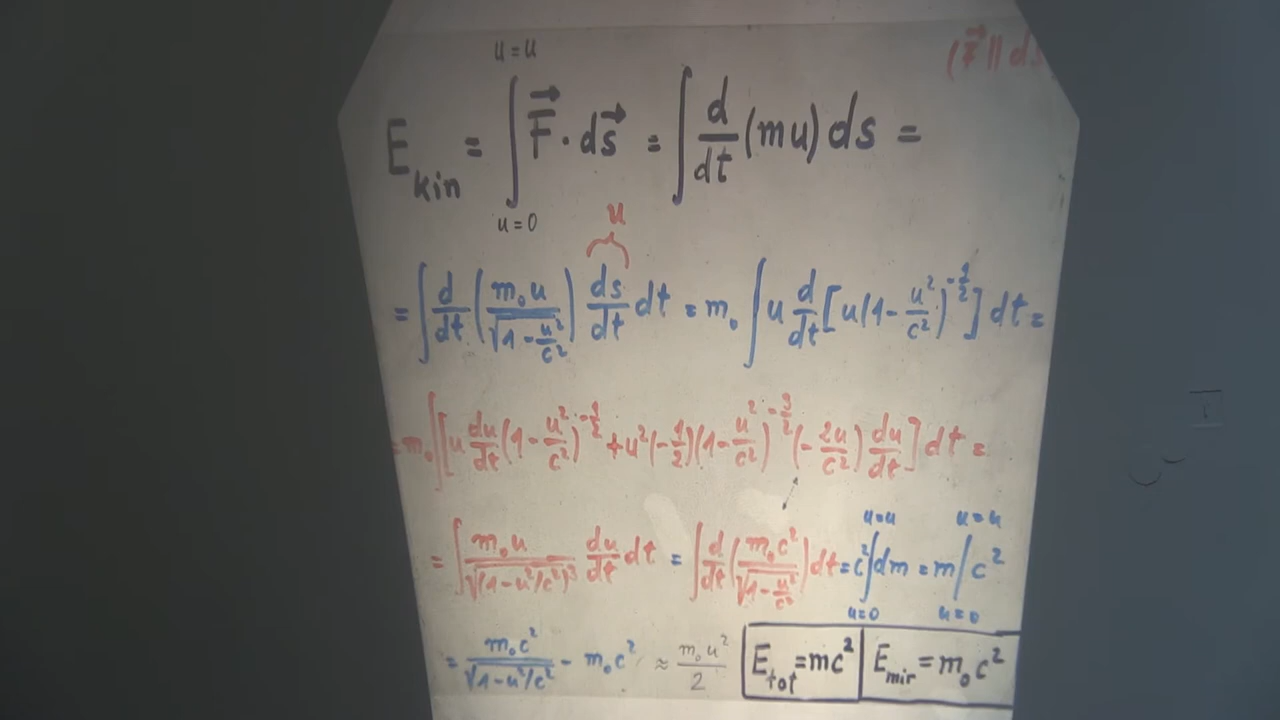 (F⃗ || ds
E_kin = ∫_{u=0}^{u=u} F⃗ · ds⃗ = ∫ d/dt (mu) ds =
u
= ∫ d/dt (m₀u / √(1 - u²/c²)) ds/dt dt = m₀ ∫ u d/dt [u(1 - u²/c²)^{-1/2}] dt =
= m₀ ∫ [u du/dt (1 - u²/c²)^{-1/2} + u²(-1/2)(1 - u²/c²)^{-3/2} (- 2u/c²) du/dt] dt =
= ∫ m₀u / √(1 - u²/c²)³ du/dt dt = ∫ d/dt (m₀c² / √(1 - u²/c²)) dt = c² ∫_{u=0}^{u=u} dm = m |_{u=0}^{u=u} c²
= m₀c² / √(1 - u²/c²) - m₀c² ≈ m₀u² / 2 E_tot = mc² E_mir = m₀c²